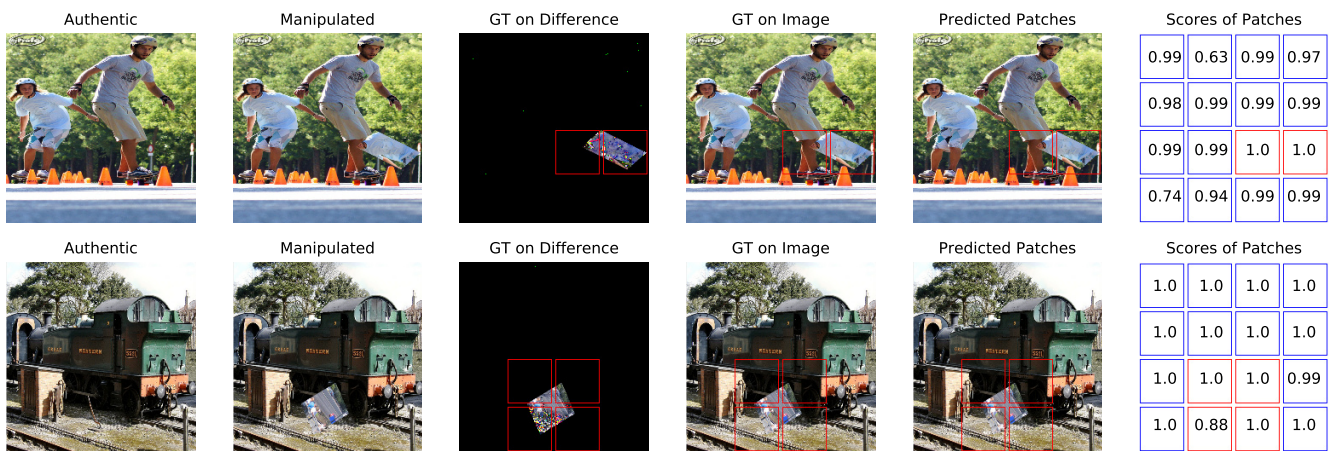 Authentic Manipulated GT on Difference GT on Image Predicted Patches Scores of Patches
0.99 0.63 0.99 0.97
0.98 0.99 0.99 0.99
0.99 0.99 1.0 1.0
0.74 0.94 0.99 0.99
Authentic Manipulated GT on Difference GT on Image Predicted Patches Scores of Patches
1.0 1.0 1.0 1.0
1.0 1.0 1.0 1.0
1.0 1.0 1.0 0.99
1.0 0.88 1.0 1.0